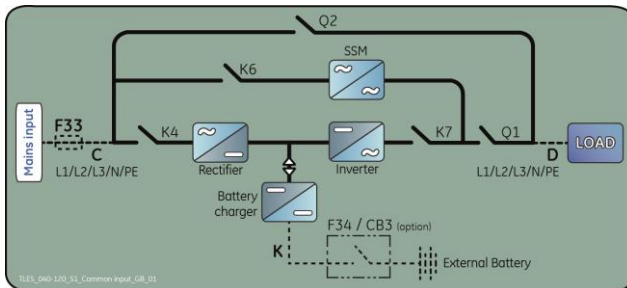 Q2
SSM
K6
Mains input
F33
C
L1/L2/L3/N/PE
K4
Rectifier
Inverter
K7
Q1
D
L1/L2/L3/N/PE
LOAD
Battery
charger
F34 / CB3 (option)
K
External Battery
TLES_040-120_S1_Common input_GB_01